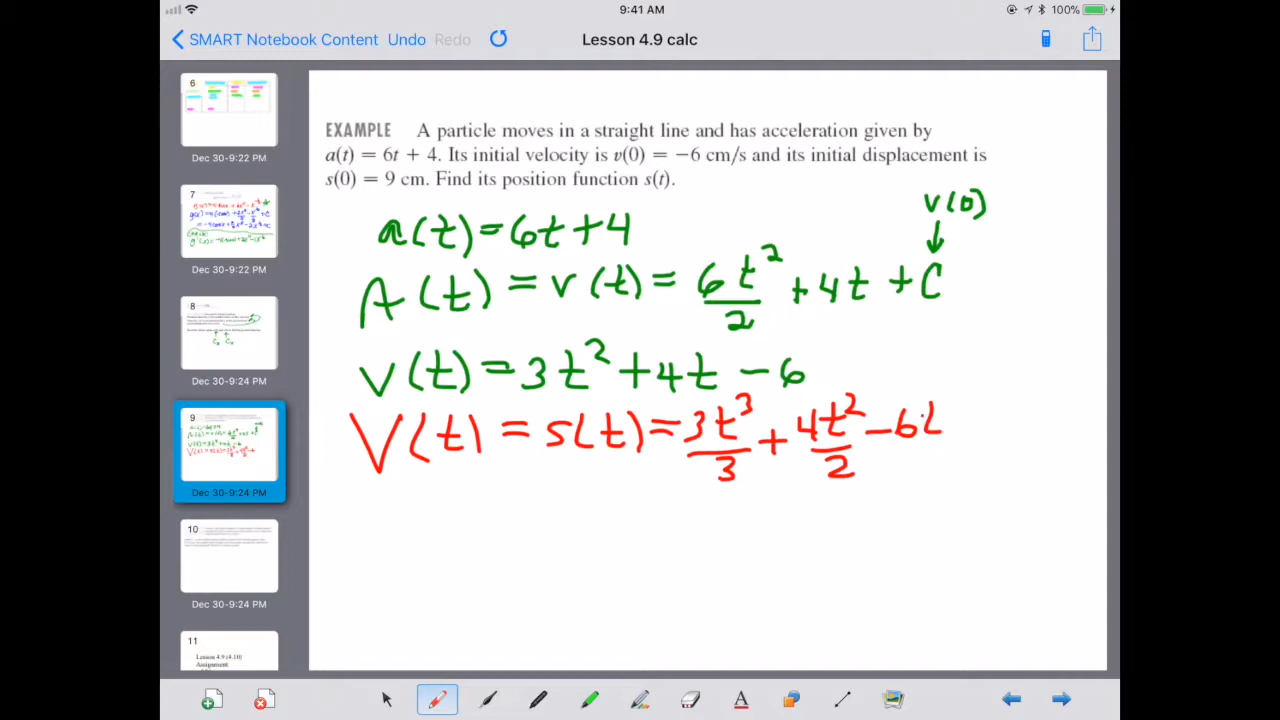 9:41 AM
100%
SMART Notebook Content Undo Redo
Lesson 4.9 calc
6
Dec 30-9:22 PM
7
Dec 30-9:22 PM
8
Dec 30-9:24 PM
9
Dec 30-9:24 PM
10
Dec 30-9:24 PM
11
Lesson 4.9 (4.10)
Assignment
EXAMPLE A particle moves in a straight line and has acceleration given by
a(t) = 6t + 4. Its initial velocity is v(0) = −6 cm/s and its initial displacement is
s(0) = 9 cm. Find its position function s(t).
v(0)
a(t)=6t+4
A(t)=v(t)=6t²/2+4t+C
V(t)=3t²+4t-6
V(t)=s(t)=3t³/3+4t²/2-6t
A